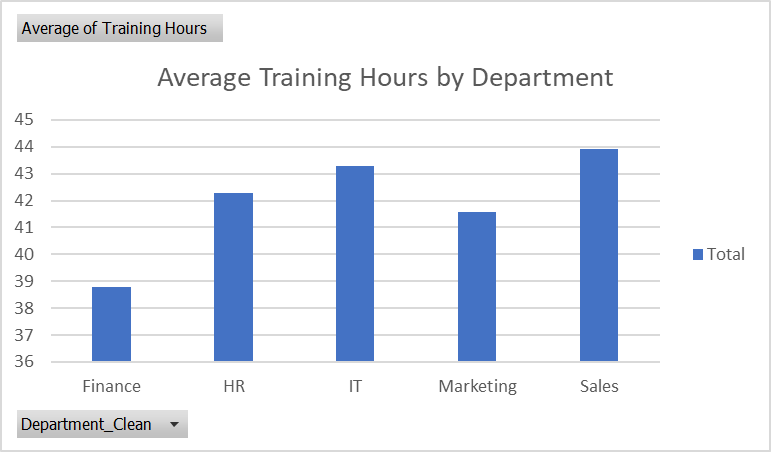 Average of Training Hours
Average Training Hours by Department
45
44
43
42
41
40
39
38
37
36
Finance HR IT Marketing Sales
Total
Department_Clean